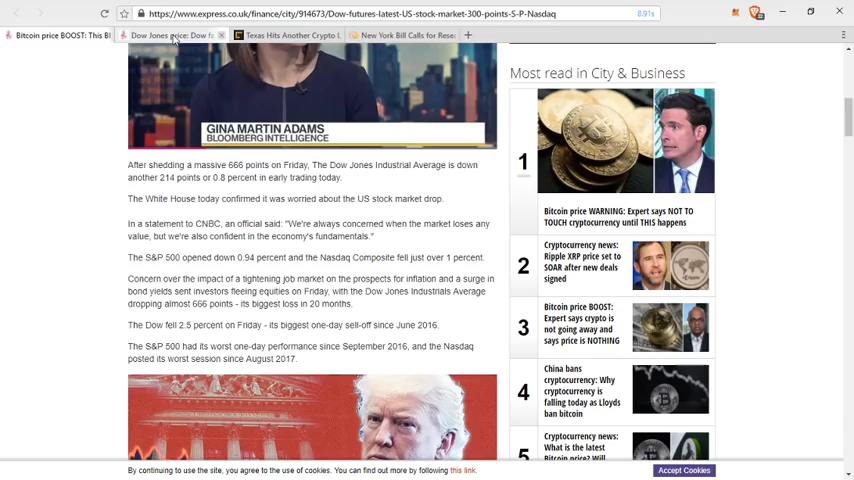 https://www.express.co.uk/finance/city/914673/Dow-futures-latest-US-stock-market-300-points-S-P-Nasdaq
8.91s
Bitcoin price BOOST: This Bl
Dow Jones price: Dow fa
Texas Hits Another Crypto L
New York Bill Calls for Rese
GINA MARTIN ADAMS
BLOOMBERG INTELLIGENCE
After shedding a massive 666 points on Friday, The Dow Jones Industrial Average is down
another 214 points or 0.8 percent in early trading today.
The White House today confirmed it was worried about the US stock market drop.
In a statement to CNBC, an official said: "We're always concerned when the market loses any
value, but we're also confident in the economy's fundamentals."
The S&P 500 opened down 0.94 percent and the Nasdaq Composite fell just over 1 percent.
Concern over the impact of a tightening job market on the prospects for inflation and a surge in
bond yields sent investors fleeing equities on Friday, with the Dow Jones Industrials Average
dropping almost 666 points - its biggest loss in 20 months.
The Dow fell 2.5 percent on Friday - its biggest one-day sell-off since June 2016.
The S&P 500 had its worst one-day performance since September 2016, and the Nasdaq
posted its worst session since August 2017.
Most read in City & Business
1
Bitcoin price WARNING: Expert says NOT TO
TOUCH cryptocurrency until THIS happens
2
Cryptocurrency news:
Ripple XRP price set to
SOAR after new deals
signed
3
Bitcoin price BOOST:
Expert says crypto is
not going away and
says price is NOTHING
4
China bans
cryptocurrency: Why
cryptocurrency is
falling today as Lloyds
ban bitcoin
5
Cryptocurrency news:
What is the latest
Bitcoin price? Will
By continuing to use the site, you agree to the use of cookies. You can find out more by following this link.
Accept Cookies